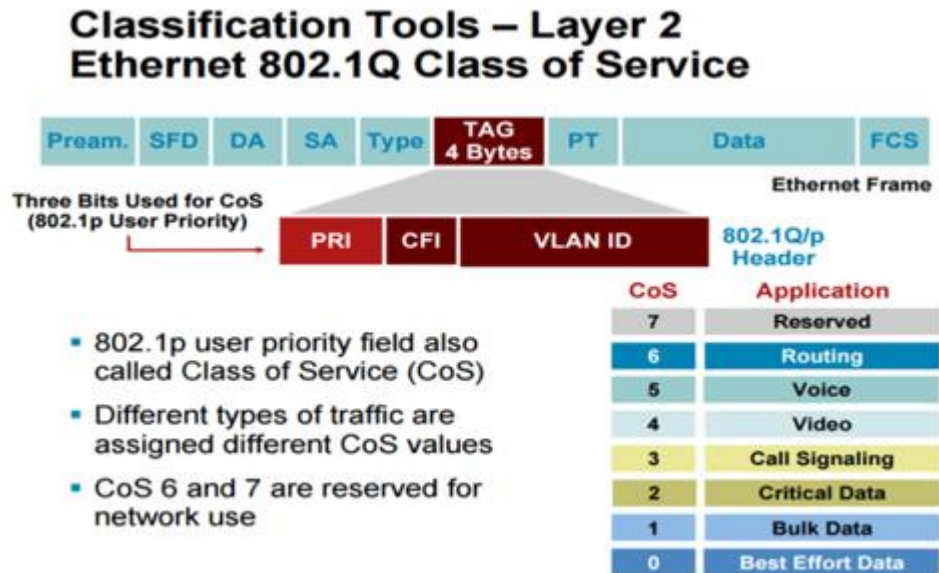 Classification Tools – Layer 2
Ethernet 802.1Q Class of Service
Pream. SFD DA SA Type TAG 4 Bytes PT Data FCS
Ethernet Frame
Three Bits Used for CoS
(802.1p User Priority)
PRI CFI VLAN ID
802.1Q/p
Header
CoS Application
7 Reserved
6 Routing
5 Voice
4 Video
3 Call Signaling
2 Critical Data
1 Bulk Data
0 Best Effort Data
▪ 802.1p user priority field also
called Class of Service (CoS)
▪ Different types of traffic are
assigned different CoS values
▪ CoS 6 and 7 are reserved for
network use